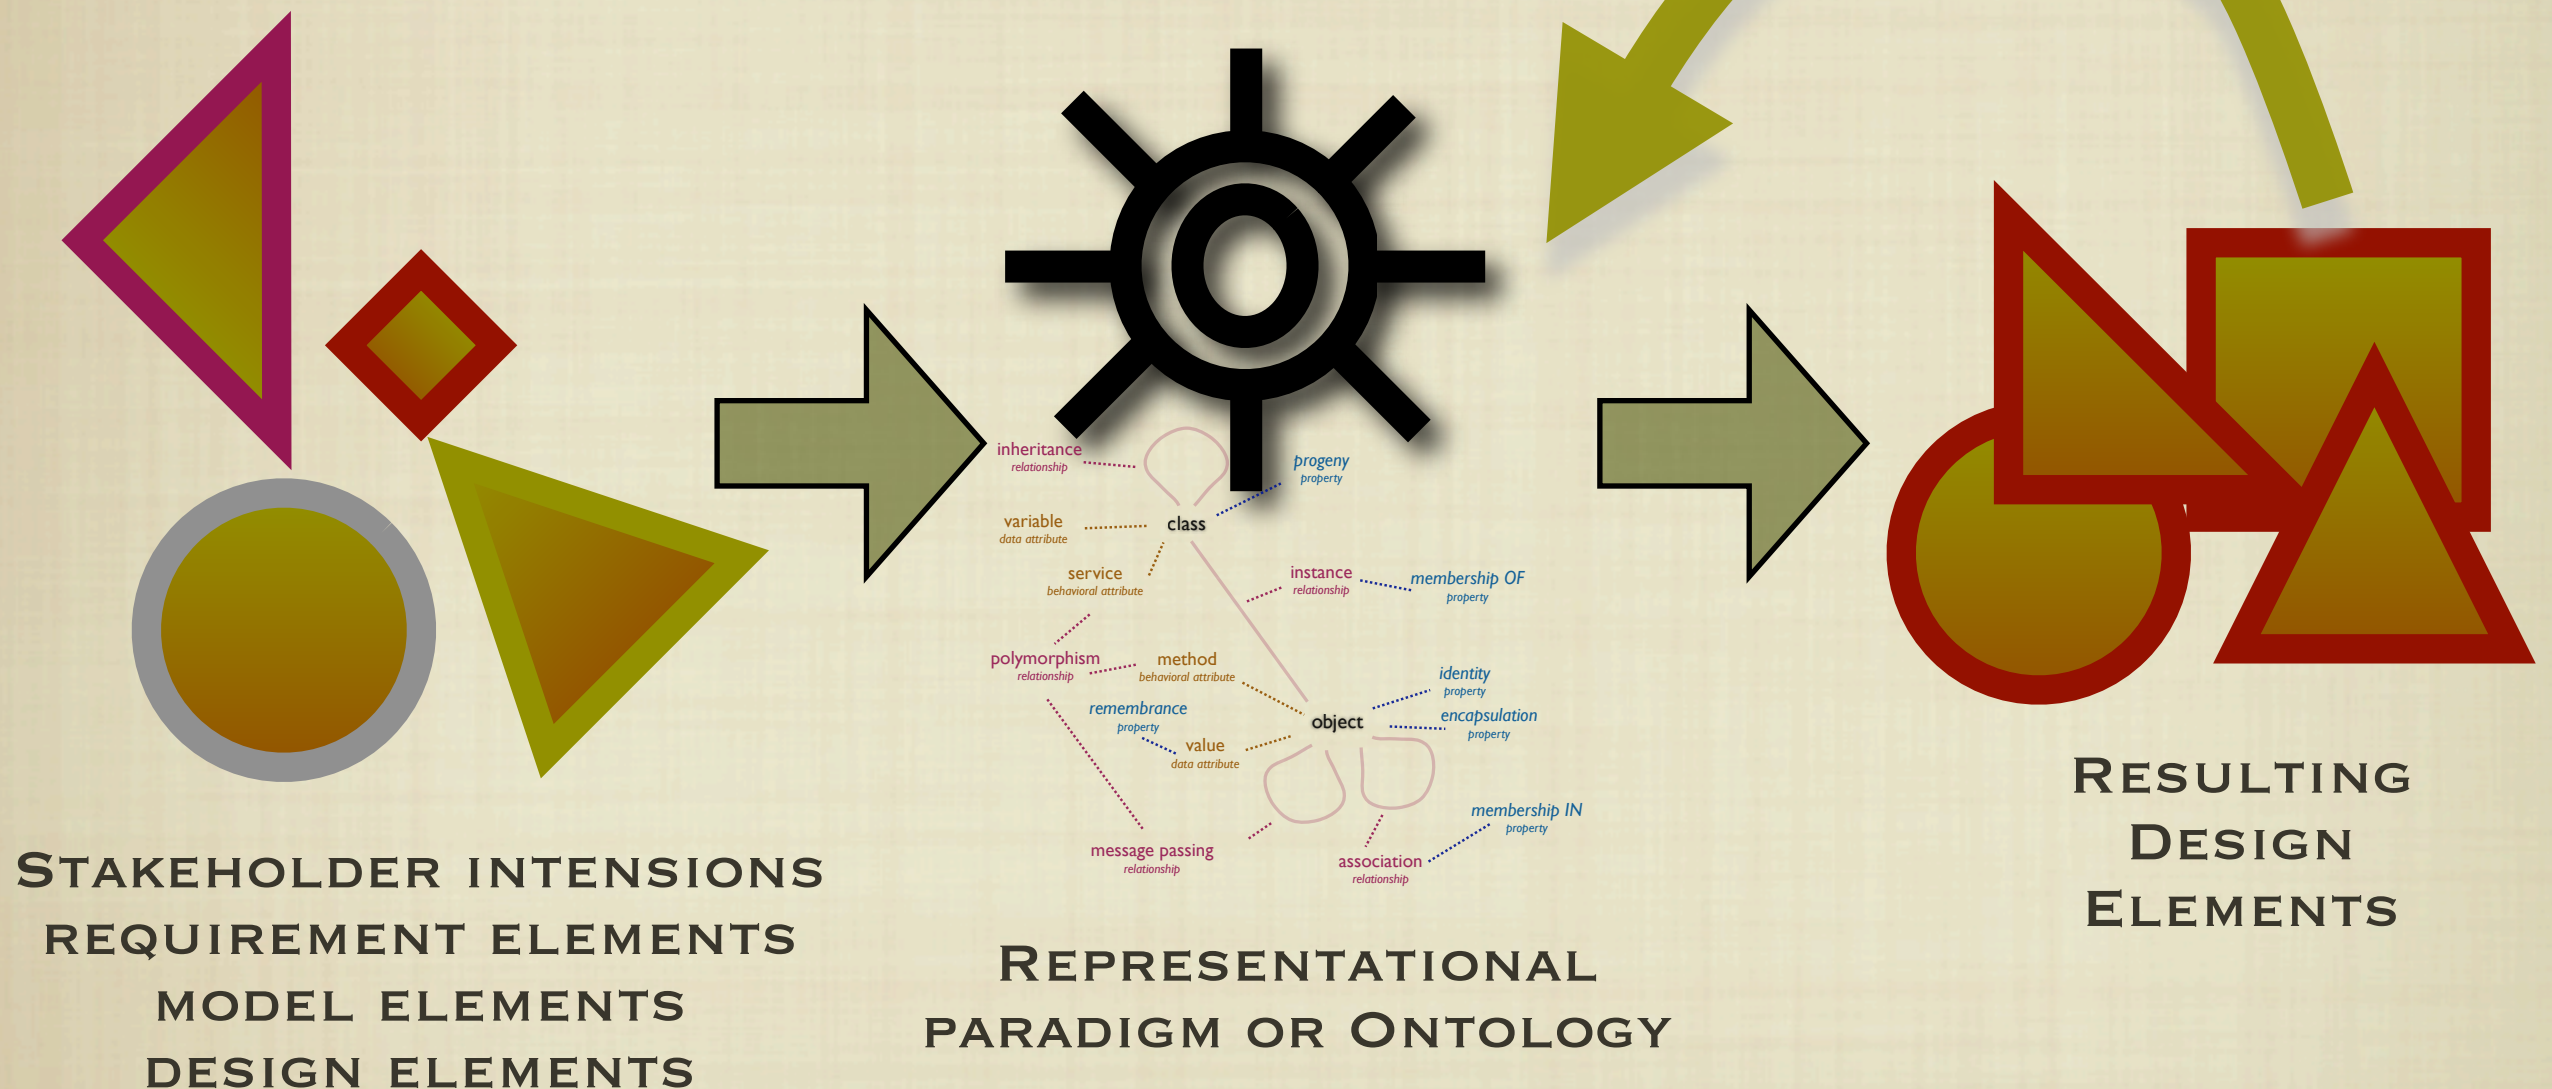 inheritance
relationship
progeny
property
variable
data attribute
class
service
behavioral attribute
instance
relationship
membership OF
property
polymorphism
relationship
method
behavioral attribute
identity
property
remembrance
property
object
encapsulation
property
value
data attribute
membership IN
property
message passing
relationship
association
relationship
STAKEHOLDER INTENSIONS
REQUIREMENT ELEMENTS
MODEL ELEMENTS
DESIGN ELEMENTS
REPRESENTATIONAL
PARADIGM OR ONTOLOGY
RESULTING
DESIGN
ELEMENTS